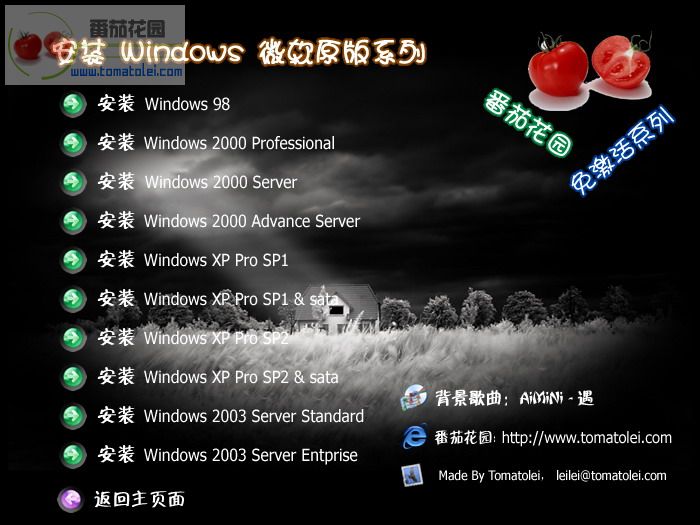 番茄花园
www.tomatolei.com
安装 Windows 微软原版系列
番茄花园
免激活系列
安装 Windows 98
安装 Windows 2000 Professional
安装 Windows 2000 Server
安装 Windows 2000 Advance Server
安装 Windows XP Pro SP1
安装 Windows XP Pro SP1 & sata
安装 Windows XP Pro SP2
安装 Windows XP Pro SP2 & sata
安装 Windows 2003 Server Standard
安装 Windows 2003 Server Entprise
返回主页面
背景歌曲：AiMiNi - 遇
番茄花园: http://www.tomatolei.com
Made By Tomatolei， leilei@tomatolei.com